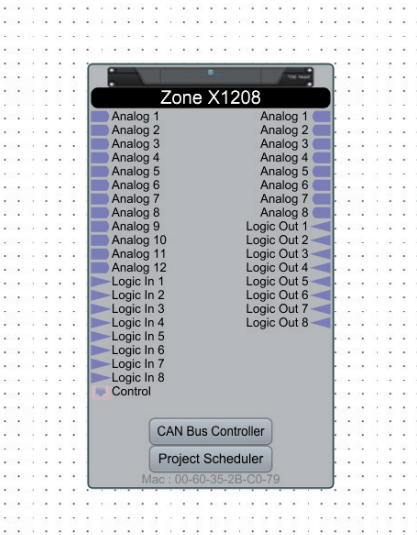 Zone X1208
Analog 1 Analog 1
Analog 2 Analog 2
Analog 3 Analog 3
Analog 4 Analog 4
Analog 5 Analog 5
Analog 6 Analog 6
Analog 7 Analog 7
Analog 8 Analog 8
Analog 9 Logic Out 1
Analog 10 Logic Out 2
Analog 11 Logic Out 3
Analog 12 Logic Out 4
Logic In 1 Logic Out 5
Logic In 2 Logic Out 6
Logic In 3 Logic Out 7
Logic In 4 Logic Out 8
Logic In 5
Logic In 6
Logic In 7
Logic In 8
Control
CAN Bus Controller
Project Scheduler
Mac : 00-60-35-2B-C0-79